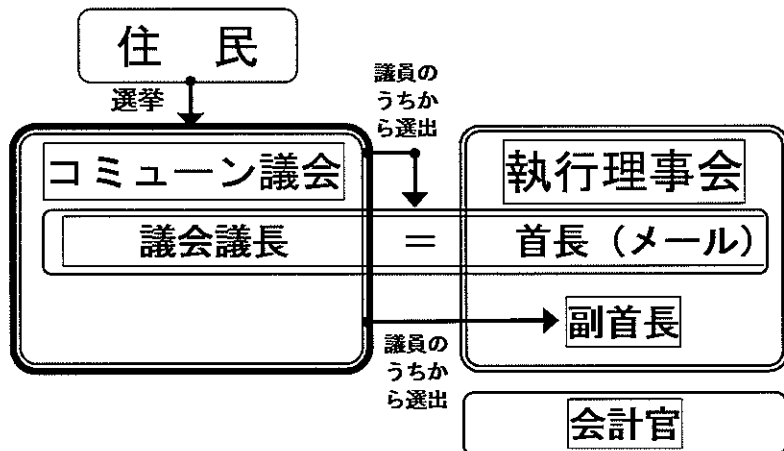 住　民
選挙
議員の
うちか
ら選出
コミューン議会
執行理事会
議会議長　＝　首長（メール）
副首長
議員の
うちか
ら選出
会計官